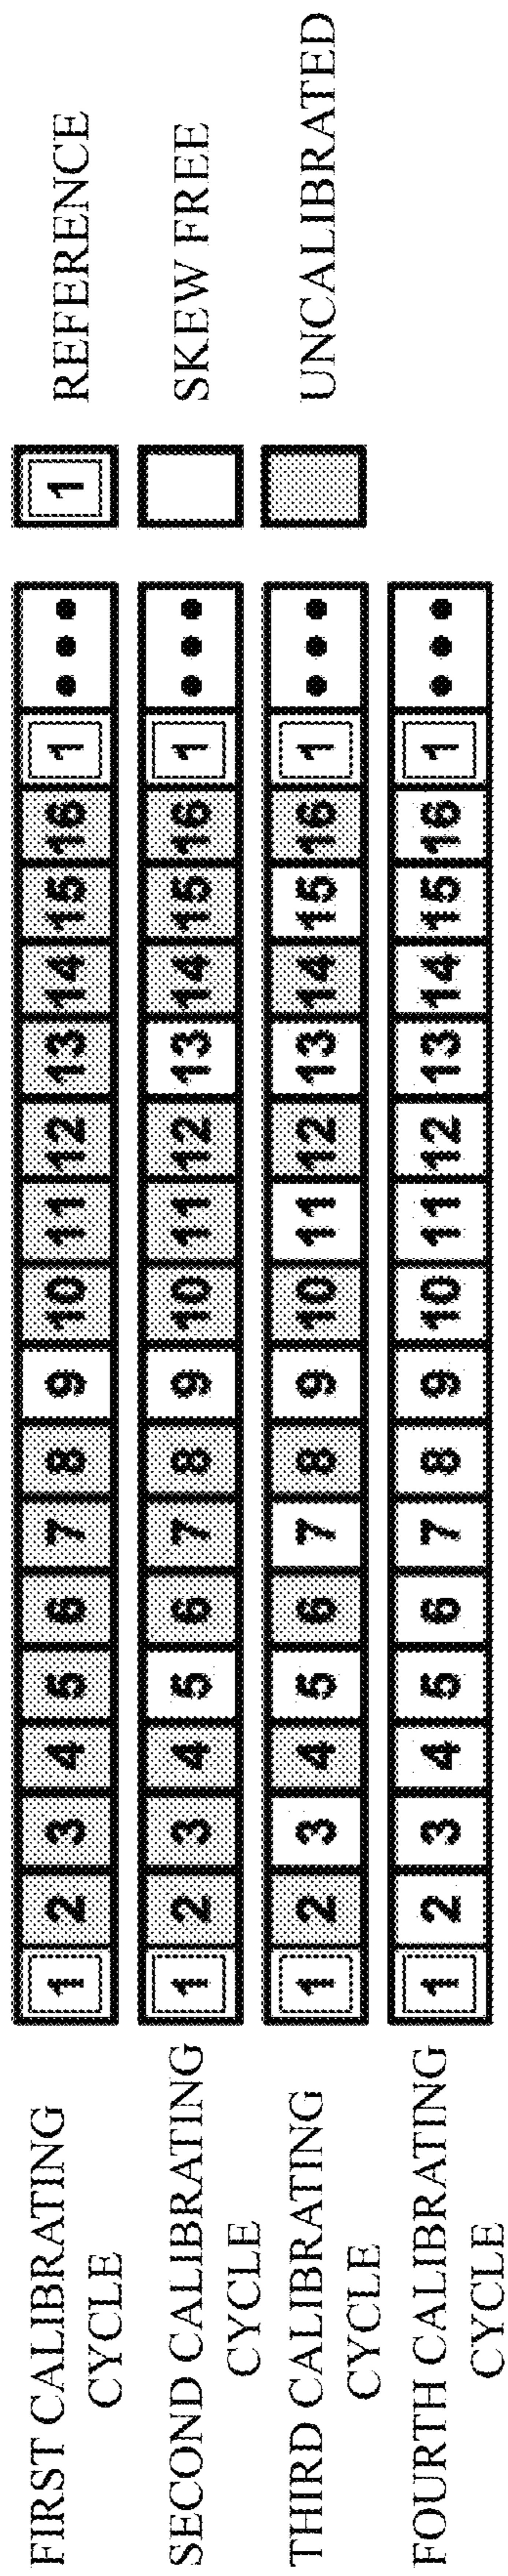 FIRST CALIBRATING
CYCLE
1 2 3 4 5 6 7 8 9 10 11 12 13 14 15 16 1 •••
1 REFERENCE
SECOND CALIBRATING
CYCLE
1 2 3 4 5 6 7 8 9 10 11 12 13 14 15 16 1 •••
SKEW FREE
THIRD CALIBRATING
CYCLE
1 2 3 4 5 6 7 8 9 10 11 12 13 14 15 16 1 •••
UNCALIBRATED
FOURTH CALIBRATING
CYCLE
1 2 3 4 5 6 7 8 9 10 11 12 13 14 15 16 1 •••